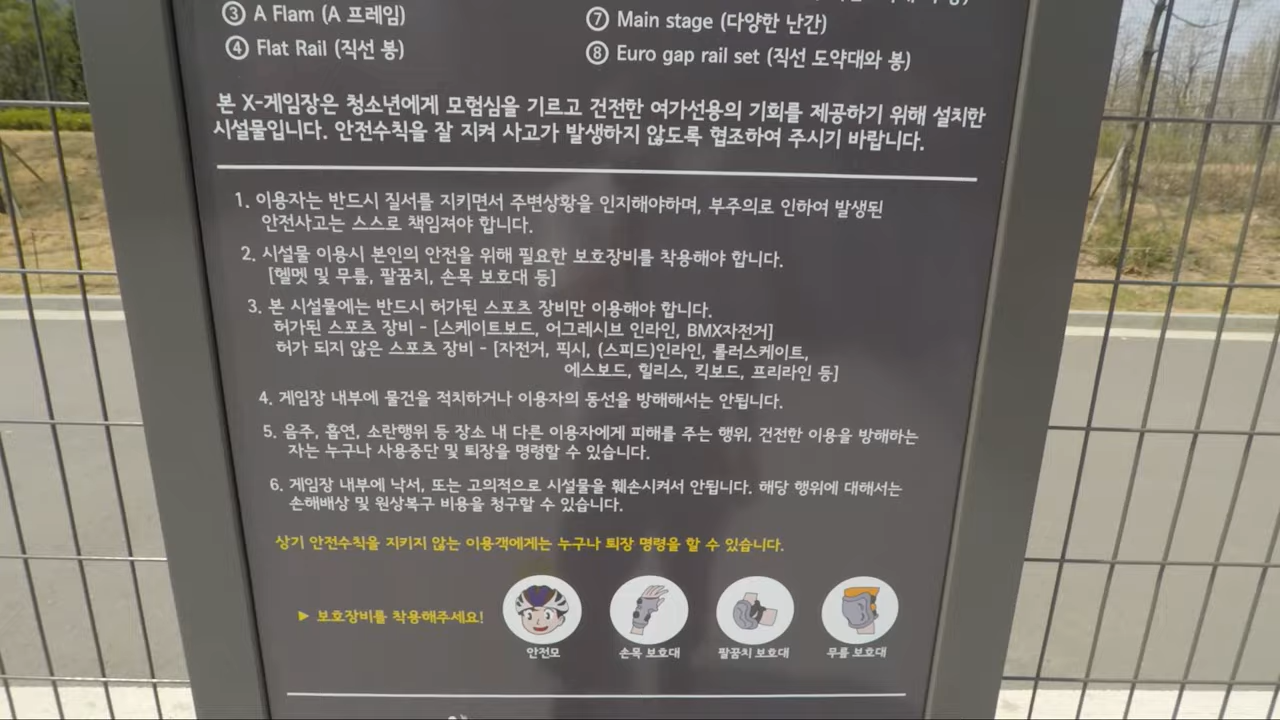 ③ A Flam (A 프레임)
④ Flat Rail (직선 봉)
⑦ Main stage (다양한 난간)
⑧ Euro gap rail set (직선 도약대와 봉)
본 X-게임장은 청소년에게 모험심을 기르고 건전한 여가선용의 기회를 제공하기 위해 설치한
시설물입니다. 안전수칙을 잘 지켜 사고가 발생하지 않도록 협조하여 주시기 바랍니다.
1. 이용자는 반드시 질서를 지키면서 주변상황을 인지해야하며, 부주의로 인하여 발생된
안전사고는 스스로 책임져야 합니다.
2. 시설물 이용시 본인의 안전을 위해 필요한 보호장비를 착용해야 합니다.
[헬멧 및 무릎, 팔꿈치, 손목 보호대 등]
3. 본 시설물에는 반드시 허가된 스포츠 장비만 이용해야 합니다.
허가된 스포츠 장비 - [스케이트보드, 어그레시브 인라인, BMX자전거]
허가 되지 않은 스포츠 장비 - [자전거, 픽시, (스피드)인라인, 롤러스케이트,
에스보드, 힐리스, 킥보드, 프리라인 등]
4. 게임장 내부에 물건을 적치하거나 이용자의 동선을 방해해서는 안됩니다.
5. 음주, 흡연, 소란행위 등 장소 내 다른 이용자에게 피해를 주는 행위, 건전한 이용을 방해하는
자는 누구나 사용중단 및 퇴장을 명령할 수 있습니다.
6. 게임장 내부에 낙서, 또는 고의적으로 시설물을 훼손시켜서 안됩니다. 해당 행위에 대해서는
손해배상 및 원상복구 비용을 청구할 수 있습니다.
상기 안전수칙을 지키지 않는 이용객에게는 누구나 퇴장 명령을 할 수 있습니다.
▶ 보호장비를 착용해주세요!
안전모
손목 보호대
팔꿈치 보호대
무릎 보호대